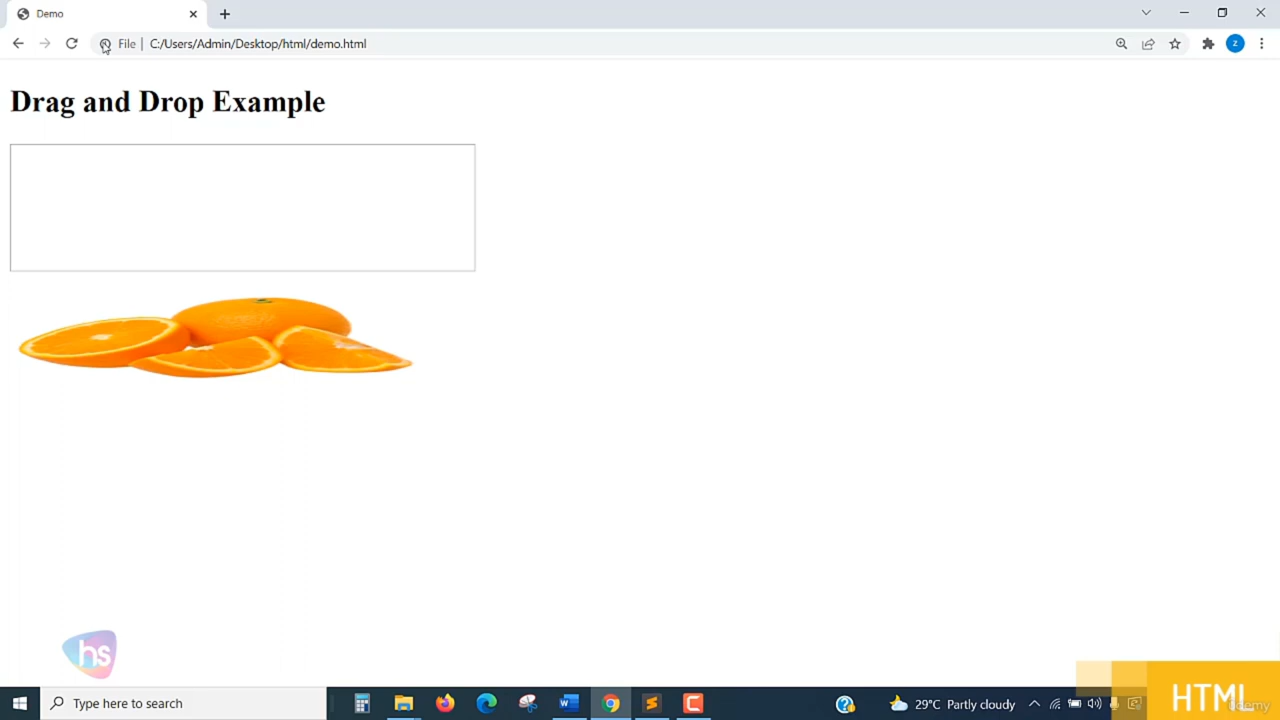 Demo
File | C:/Users/Admin/Desktop/html/demo.html
z
Drag and Drop Example
hs
Type here to search
29°C Partly cloudy
HTML
Udemy